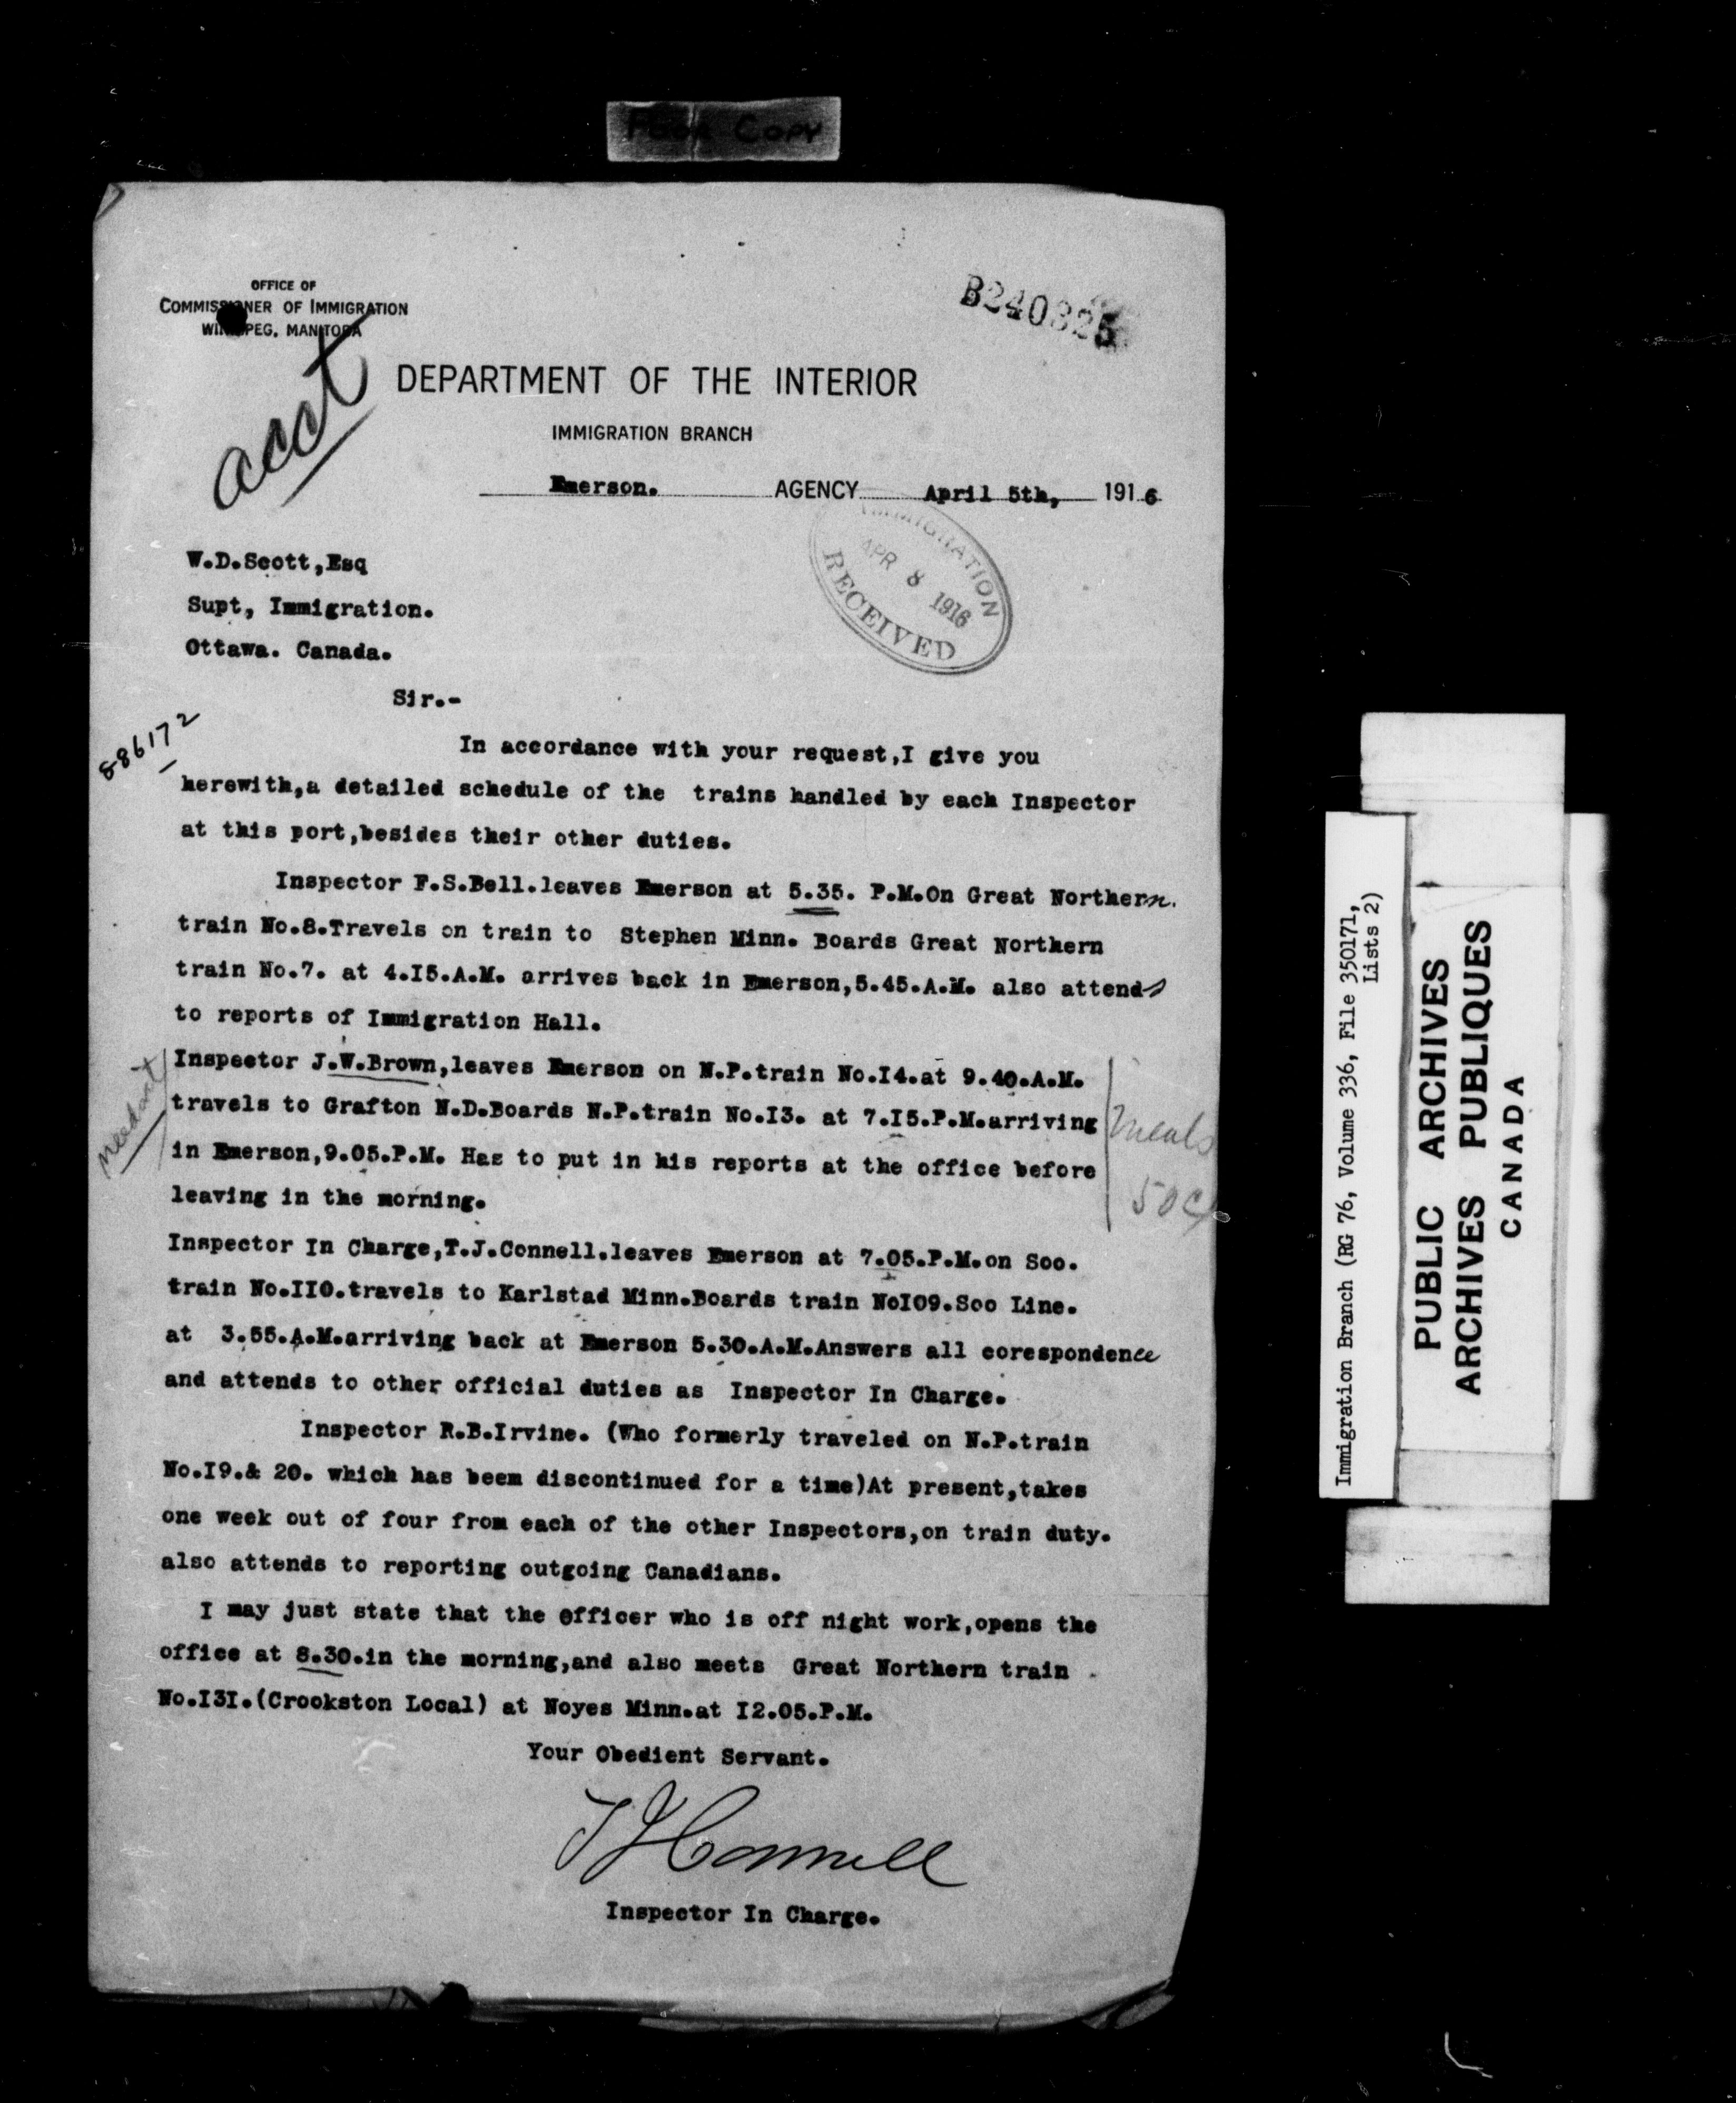 Poor Copy
OFFICE OF
COMMISSIONER OF IMMIGRATION
WINNIPEG, MANITOBA
B240325
acct
DEPARTMENT OF THE INTERIOR
IMMIGRATION BRANCH
Emerson. AGENCY April 5th, 1916
IMMIGRATION
APR 8 1916
RECEIVED
W.D.Scott,Esq
Supt, Immigration.
Ottawa. Canada.
Sir.-
886172
In accordance with your request,I give you
herewith,a detailed schedule of the trains handled by each Inspector
at this port,besides their other duties.
Inspector F.S.Bell.leaves Emerson at 5.35. P.M.On Great Northern.
train No.8.Travels on train to Stephen Minn. Boards Great Northern
train No.7. at 4.I5.A.M. arrives back in Emerson,5.45.A.M. also attends
to reports of Immigration Hall.
Inspector J.W.Brown,leaves Emerson on N.P.train No.I4.at 9.40.A.M.
travels to Grafton N.D.Boards N.P.train No.I3. at 7.I5.P.M.arriving
in Emerson,9.05.P.M. Has to put in his reports at the office before
leaving in the morning.
Meals
50c
Inspector In Charge,T.J.Connell.leaves Emerson at 7.05.P.M.on Soo.
train No.II0.travels to Karlstad Minn.Boards train NoI09.Soo Line.
at 3.55.A.M.arriving back at Emerson 5.30.A.M.Answers all corespondence
and attends to other official duties as Inspector In Charge.
Inspector R.B.Irvine. (Who formerly traveled on N.P.train
No.I9.& 20. which has beem discontinued for a time)At present,takes
one week out of four from each of the other Inspectors,on train duty.
also attends to reporting outgoing Canadians.
I may just state that the officer who is off night work,opens the
office at 8.30.in the morning,and also meets Great Northern train
No.I3I.(Crookston Local) at Noyes Minn.at I2.05.P.M.
Your Obedient Servant.
T J Connell
Inspector In Charge.
Immigration Branch (RG 76, Volume 336, File 350171,
Lists 2)
PUBLIC ARCHIVES
ARCHIVES PUBLIQUES
CANADA